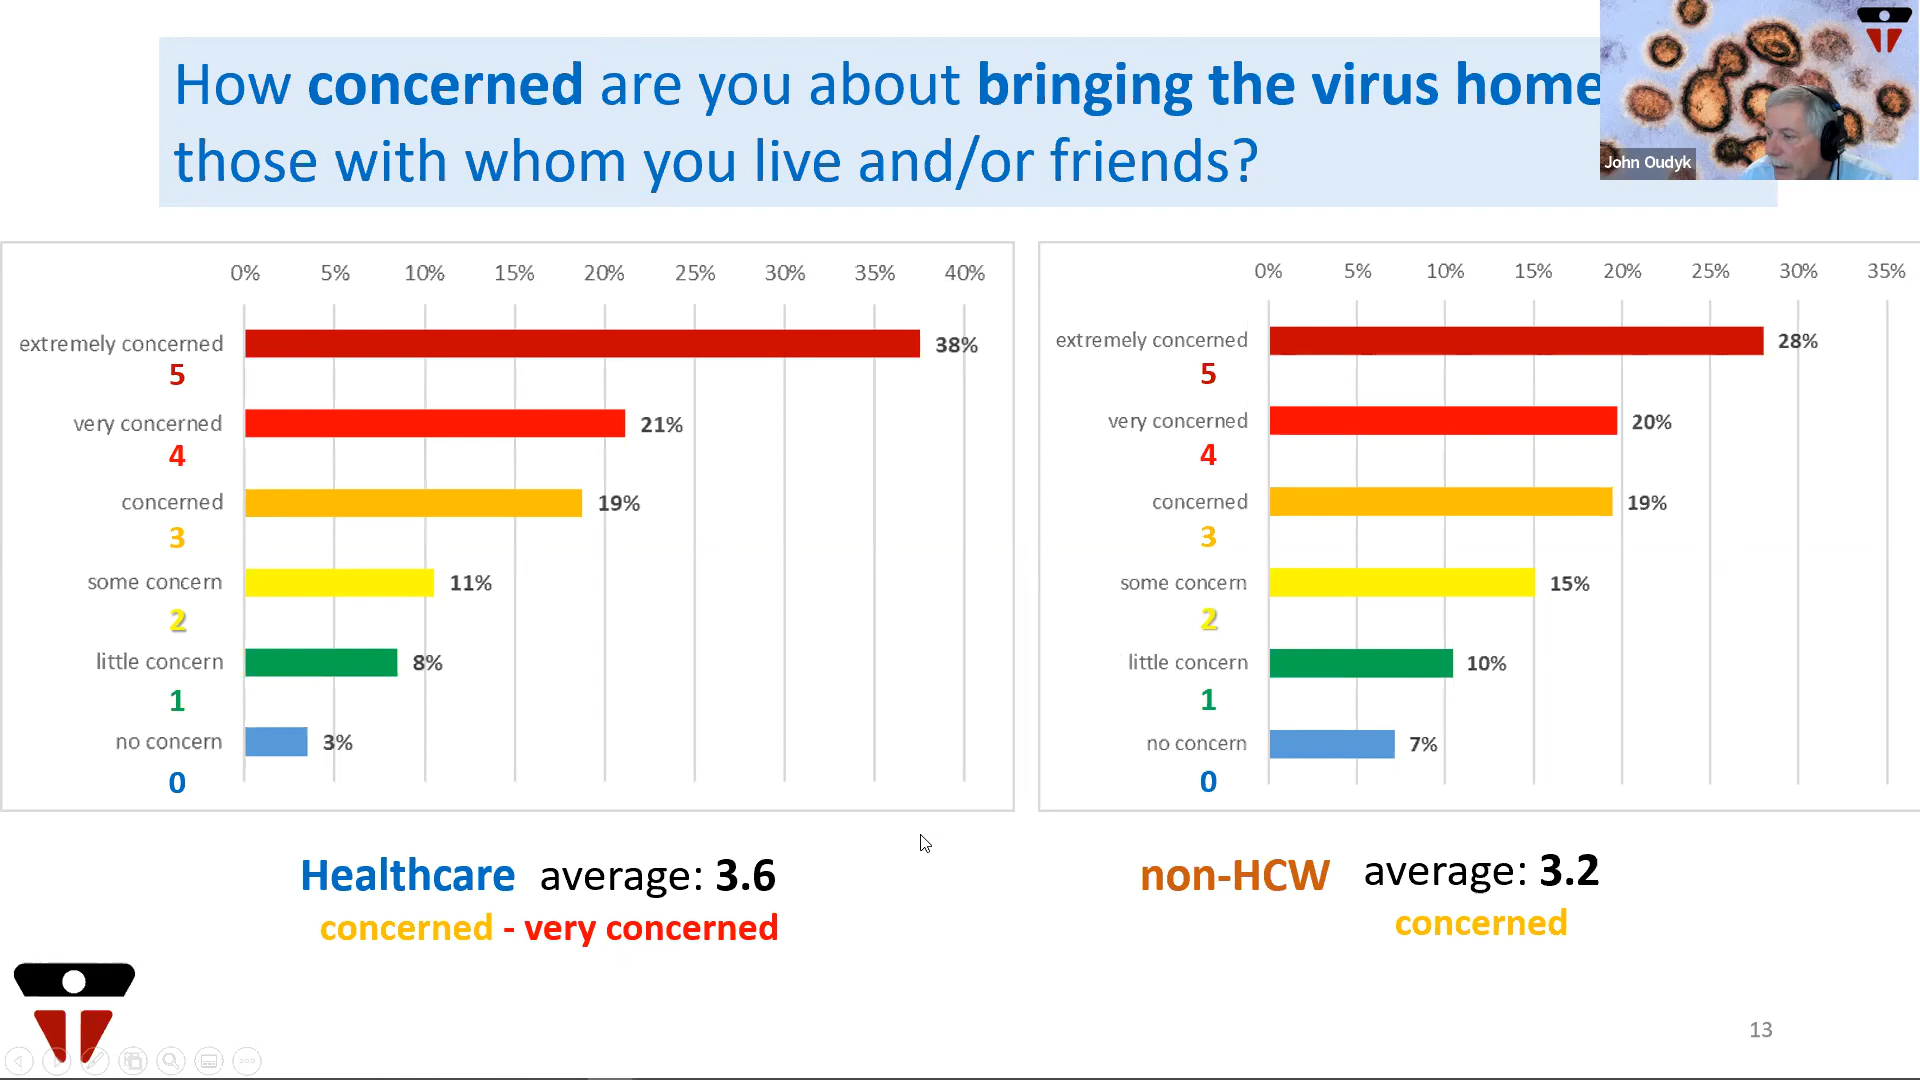 How concerned are you about bringing the virus home
those with whom you live and/or friends?
John Oudyk
0% 5% 10% 15% 20% 25% 30% 35% 40%
extremely concerned 38%
5
very concerned 21%
4
concerned 19%
3
some concern 11%
2
little concern 8%
1
no concern 3%
0
0% 5% 10% 15% 20% 25% 30% 35%
extremely concerned 28%
5
very concerned 20%
4
concerned 19%
3
some concern 15%
2
little concern 10%
1
no concern 7%
0
Healthcare average: 3.6
concerned - very concerned
non-HCW average: 3.2
concerned
13